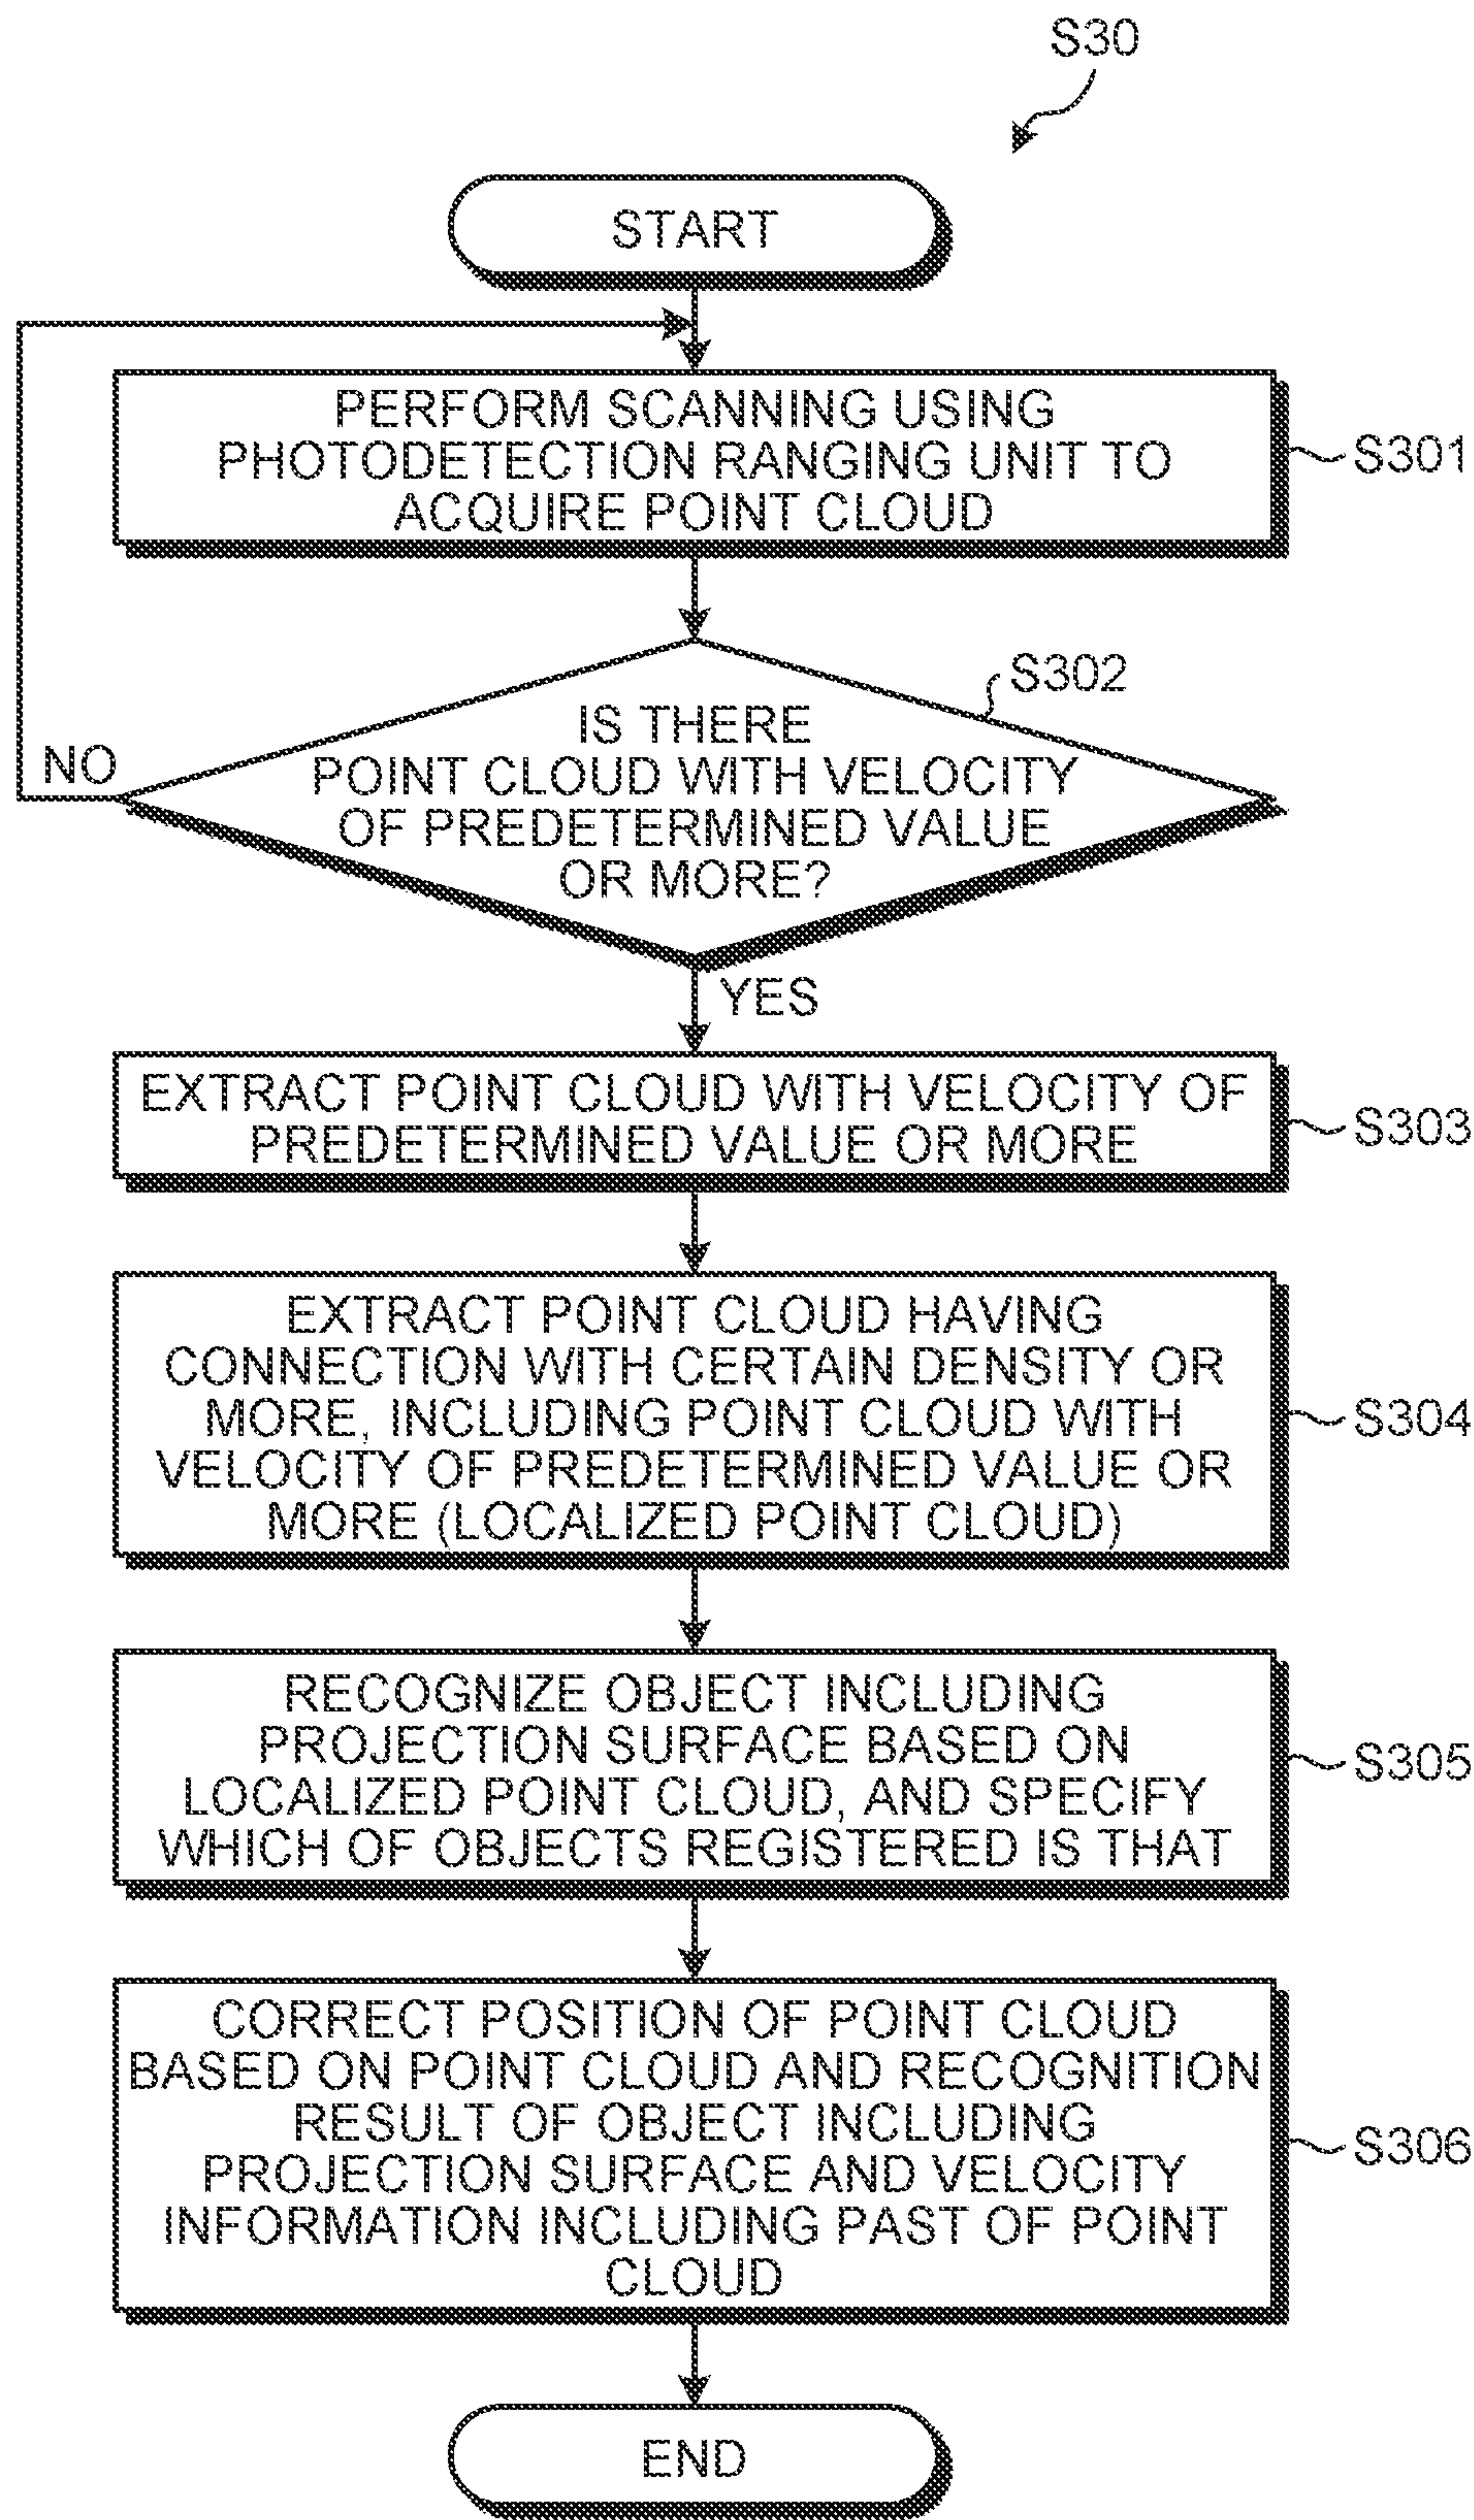 S30
START
PERFORM SCANNING USING
PHOTODETECTION RANGING UNIT TO
ACQUIRE POINT CLOUD
S301
S302
IS THERE
POINT CLOUD WITH VELOCITY
OF PREDETERMINED VALUE
OR MORE?
NO
YES
EXTRACT POINT CLOUD WITH VELOCITY OF
PREDETERMINED VALUE OR MORE
S303
EXTRACT POINT CLOUD HAVING
CONNECTION WITH CERTAIN DENSITY OR
MORE, INCLUDING POINT CLOUD WITH
VELOCITY OF PREDETERMINED VALUE OR
MORE (LOCALIZED POINT CLOUD)
S304
RECOGNIZE OBJECT INCLUDING
PROJECTION SURFACE BASED ON
LOCALIZED POINT CLOUD, AND SPECIFY
WHICH OF OBJECTS REGISTERED IS THAT
S305
CORRECT POSITION OF POINT CLOUD
BASED ON POINT CLOUD AND RECOGNITION
RESULT OF OBJECT INCLUDING
PROJECTION SURFACE AND VELOCITY
INFORMATION INCLUDING PAST OF POINT
CLOUD
S306
END